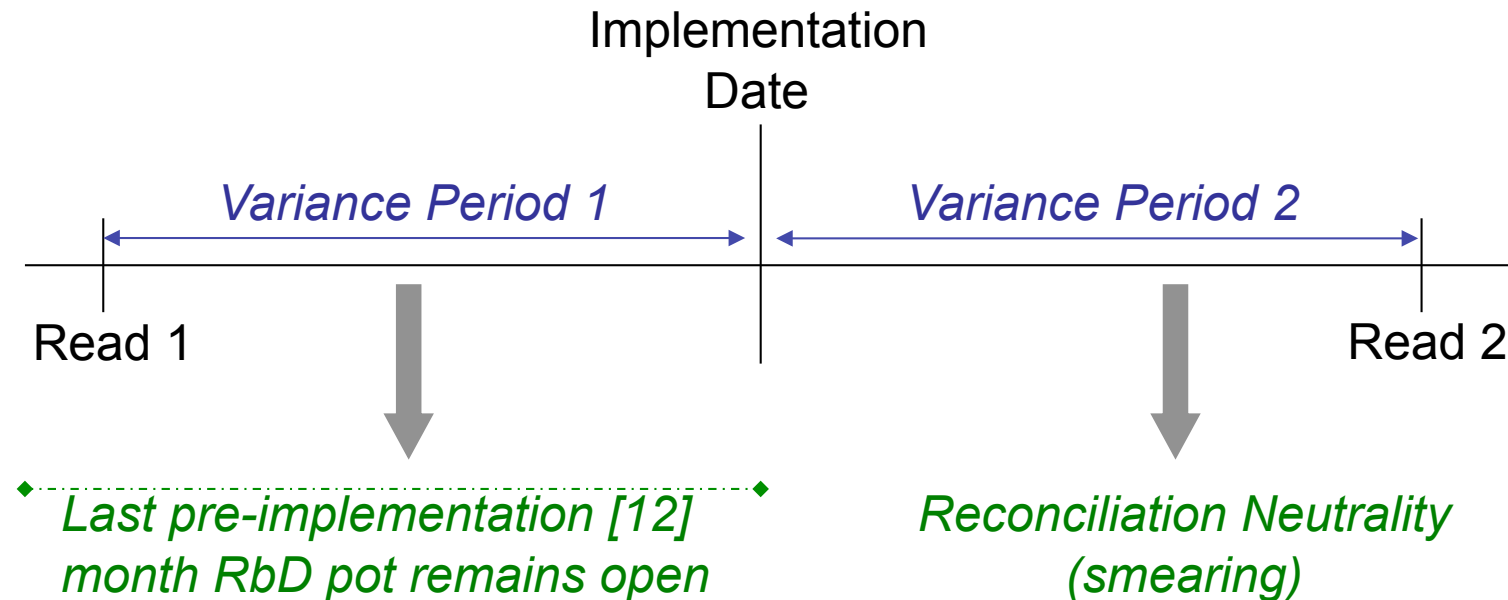 Implementation
Date
Variance Period 1
Variance Period 2
Read 1
Read 2
Last pre-implementation [12]
month RbD pot remains open
Reconciliation Neutrality
(smearing)